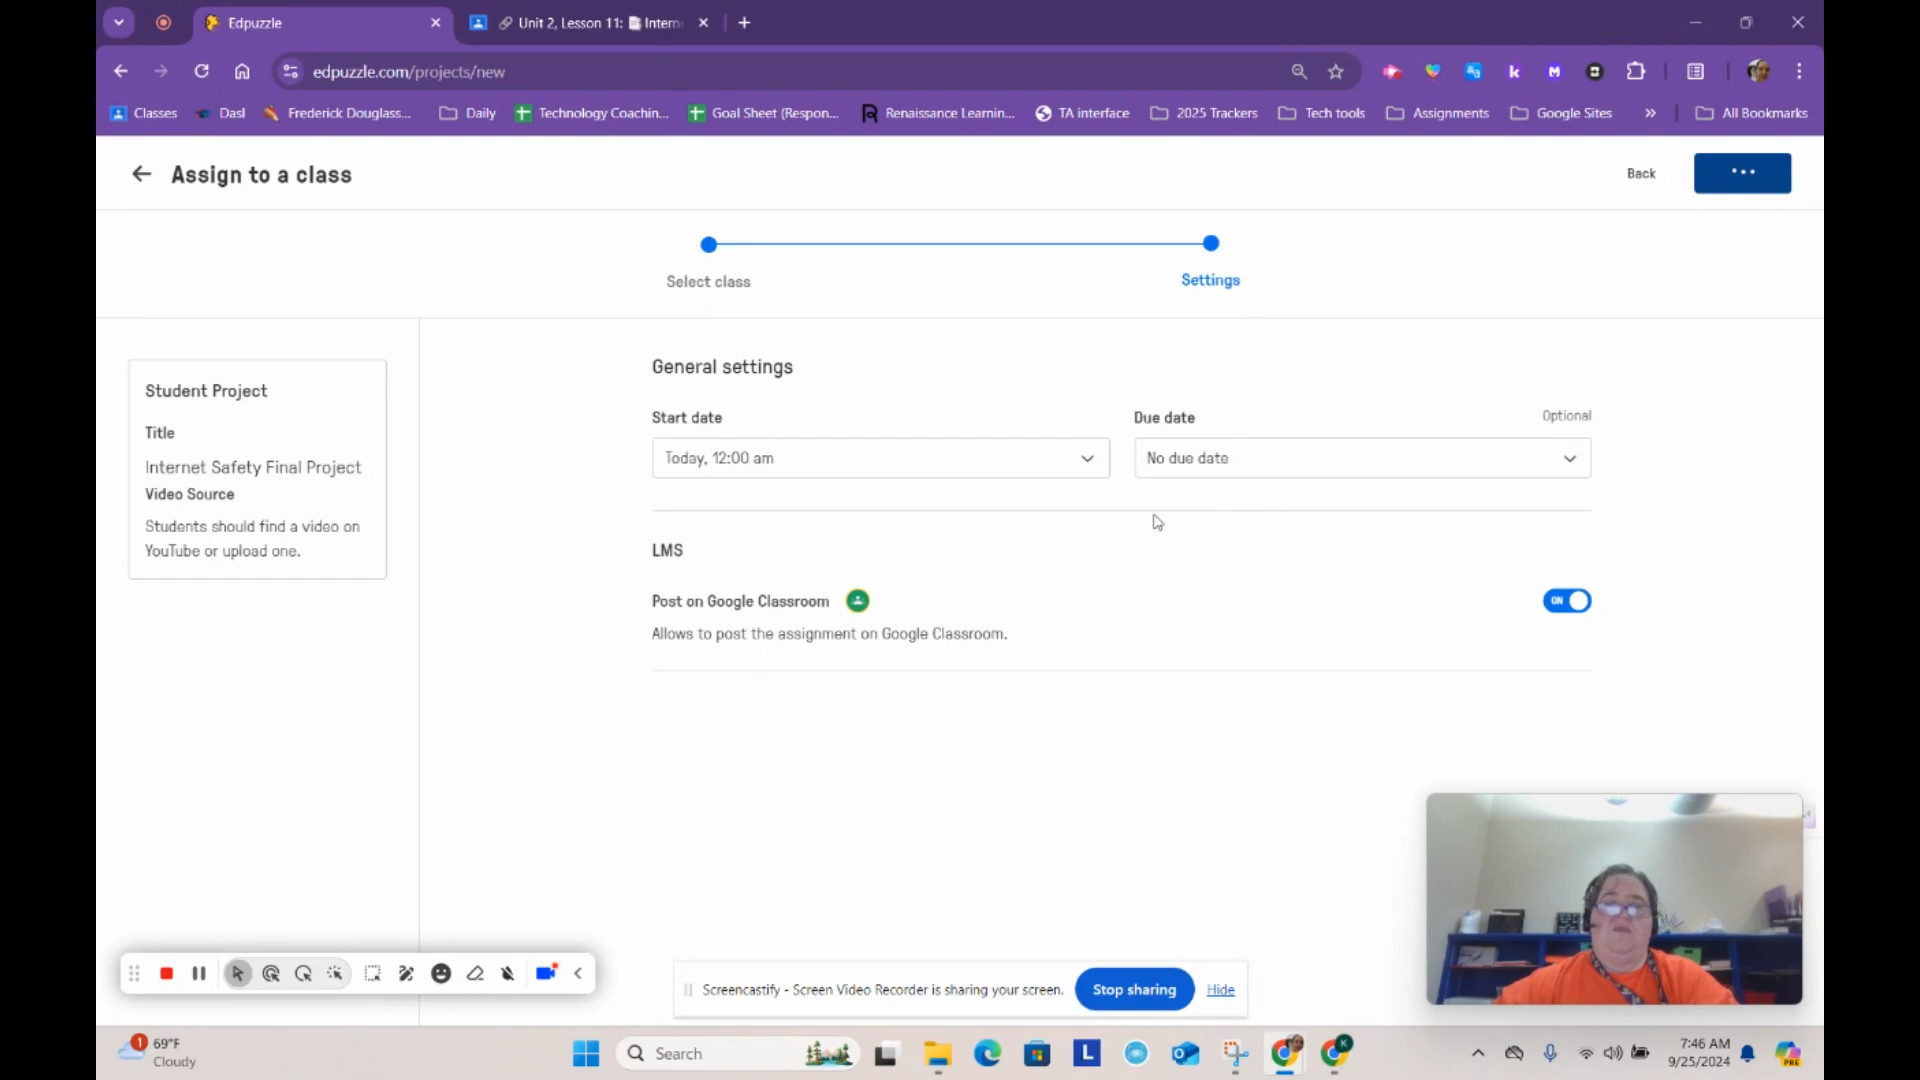 Edpuzzle
Unit 2, Lesson 11: Intern
edpuzzle.com/projects/new
Classes
Dasl
Frederick Douglass...
Daily
Technology Coachin...
Goal Sheet (Respon...
Renaissance Learnin...
TA interface
2025 Trackers
Tech tools
Assignments
Google Sites
All Bookmarks
Assign to a class
Back
Select class
Settings
Student Project
Title
Internet Safety Final Project
Video Source
Students should find a video on
YouTube or upload one.
General settings
Start date
Due date
Optional
Today, 12:00 am
No due date
LMS
Post on Google Classroom
ON
Allows to post the assignment on Google Classroom.
Screencastify - Screen Video Recorder is sharing your screen.
Stop sharing
Hide
1
69°F
Cloudy
Search
L
K
7:46 AM
9/25/2024
PRE